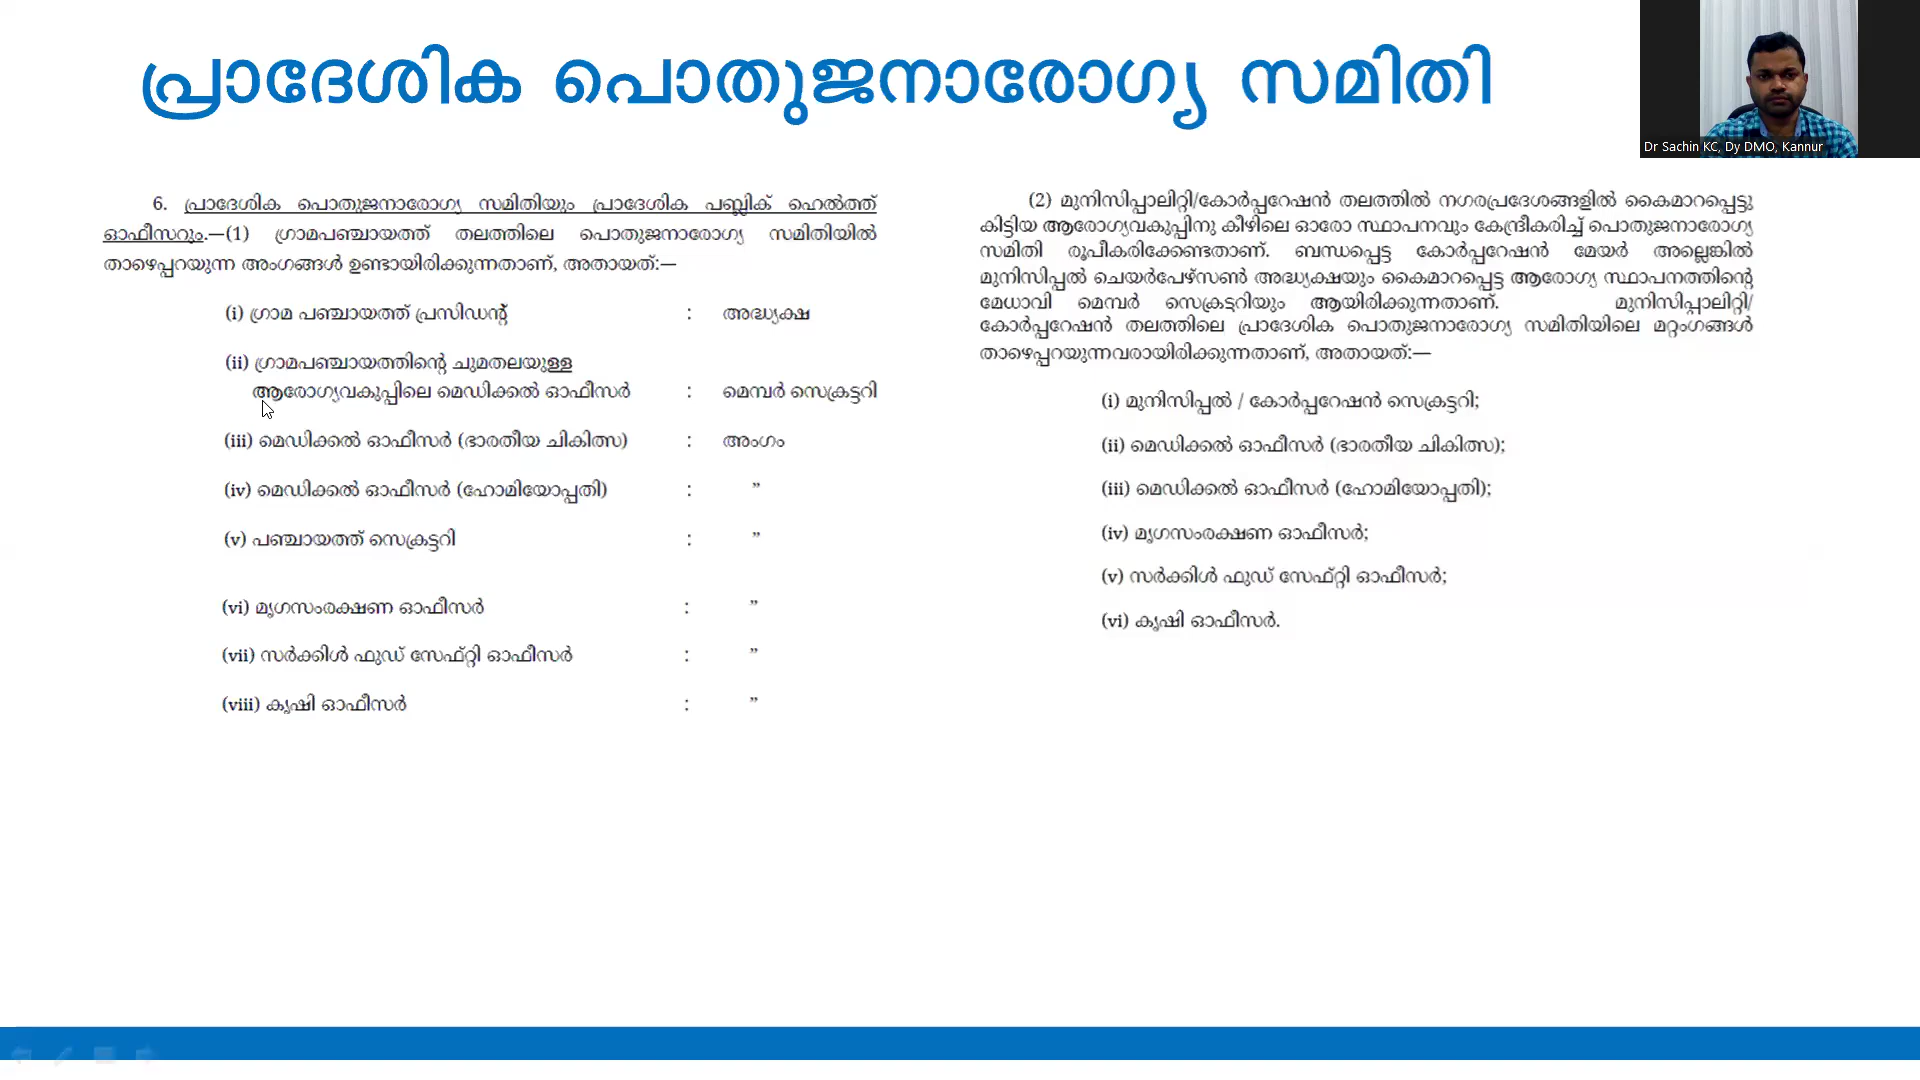 പ്രാദേശിക പൊതുജനാരോഗ്യ സമിതി
Dr Sachin KC, Dy DMO, Kannur
6. പ്രാദേശിക പൊതുജനാരോഗ്യ സമിതിയും പ്രാദേശിക പബ്ലിക് ഹെൽത്ത്
ഓഫീസറും.—(1) ഗ്രാമപഞ്ചായത്ത് തലത്തിലെ പൊതുജനാരോഗ്യ സമിതിയിൽ
താഴെപ്പറയുന്ന അംഗങ്ങൾ ഉണ്ടായിരിക്കുന്നതാണ്, അതായത്:—
(i) ഗ്രാമ പഞ്ചായത്ത് പ്രസിഡന്റ് : അദ്ധ്യക്ഷ
(ii) ഗ്രാമപഞ്ചായത്തിന്റെ ചുമതലയുള്ള
ആരോഗ്യവകുപ്പിലെ മെഡിക്കൽ ഓഫീസർ : മെമ്പർ സെക്രട്ടറി
(iii) മെഡിക്കൽ ഓഫീസർ (ഭാരതീയ ചികിത്സ) : അംഗം
(iv) മെഡിക്കൽ ഓഫീസർ (ഹോമിയോപ്പതി) : ”
(v) പഞ്ചായത്ത് സെക്രട്ടറി : ”
(vi) മൃഗസംരക്ഷണ ഓഫീസർ : ”
(vii) സർക്കിൾ ഫുഡ് സേഫ്റ്റി ഓഫീസർ : ”
(viii) കൃഷി ഓഫീസർ : ”
(2) മുനിസിപ്പാലിറ്റി/കോർപ്പറേഷൻ തലത്തിൽ നഗരപ്രദേശങ്ങളിൽ കൈമാറപ്പെട്ടു
കിട്ടിയ ആരോഗ്യവകുപ്പിനു കീഴിലെ ഓരോ സ്ഥാപനവും കേന്ദ്രീകരിച്ച് പൊതുജനാരോഗ്യ
സമിതി രൂപീകരിക്കേണ്ടതാണ്. ബന്ധപ്പെട്ട കോർപ്പറേഷൻ മേയർ അല്ലെങ്കിൽ
മുനിസിപ്പൽ ചെയർപേഴ്സൺ അദ്ധ്യക്ഷയും കൈമാറപ്പെട്ട ആരോഗ്യ സ്ഥാപനത്തിന്റെ
മേധാവി മെമ്പർ സെക്രട്ടറിയും ആയിരിക്കുന്നതാണ്. മുനിസിപ്പാലിറ്റി/
കോർപ്പറേഷൻ തലത്തിലെ പ്രാദേശിക പൊതുജനാരോഗ്യ സമിതിയിലെ മറ്റംഗങ്ങൾ
താഴെപ്പറയുന്നവരായിരിക്കുന്നതാണ്, അതായത്:—
(i) മുനിസിപ്പൽ / കോർപ്പറേഷൻ സെക്രട്ടറി;
(ii) മെഡിക്കൽ ഓഫീസർ (ഭാരതീയ ചികിത്സ);
(iii) മെഡിക്കൽ ഓഫീസർ (ഹോമിയോപ്പതി);
(iv) മൃഗസംരക്ഷണ ഓഫീസർ;
(v) സർക്കിൾ ഫുഡ് സേഫ്റ്റി ഓഫീസർ;
(vi) കൃഷി ഓഫീസർ.